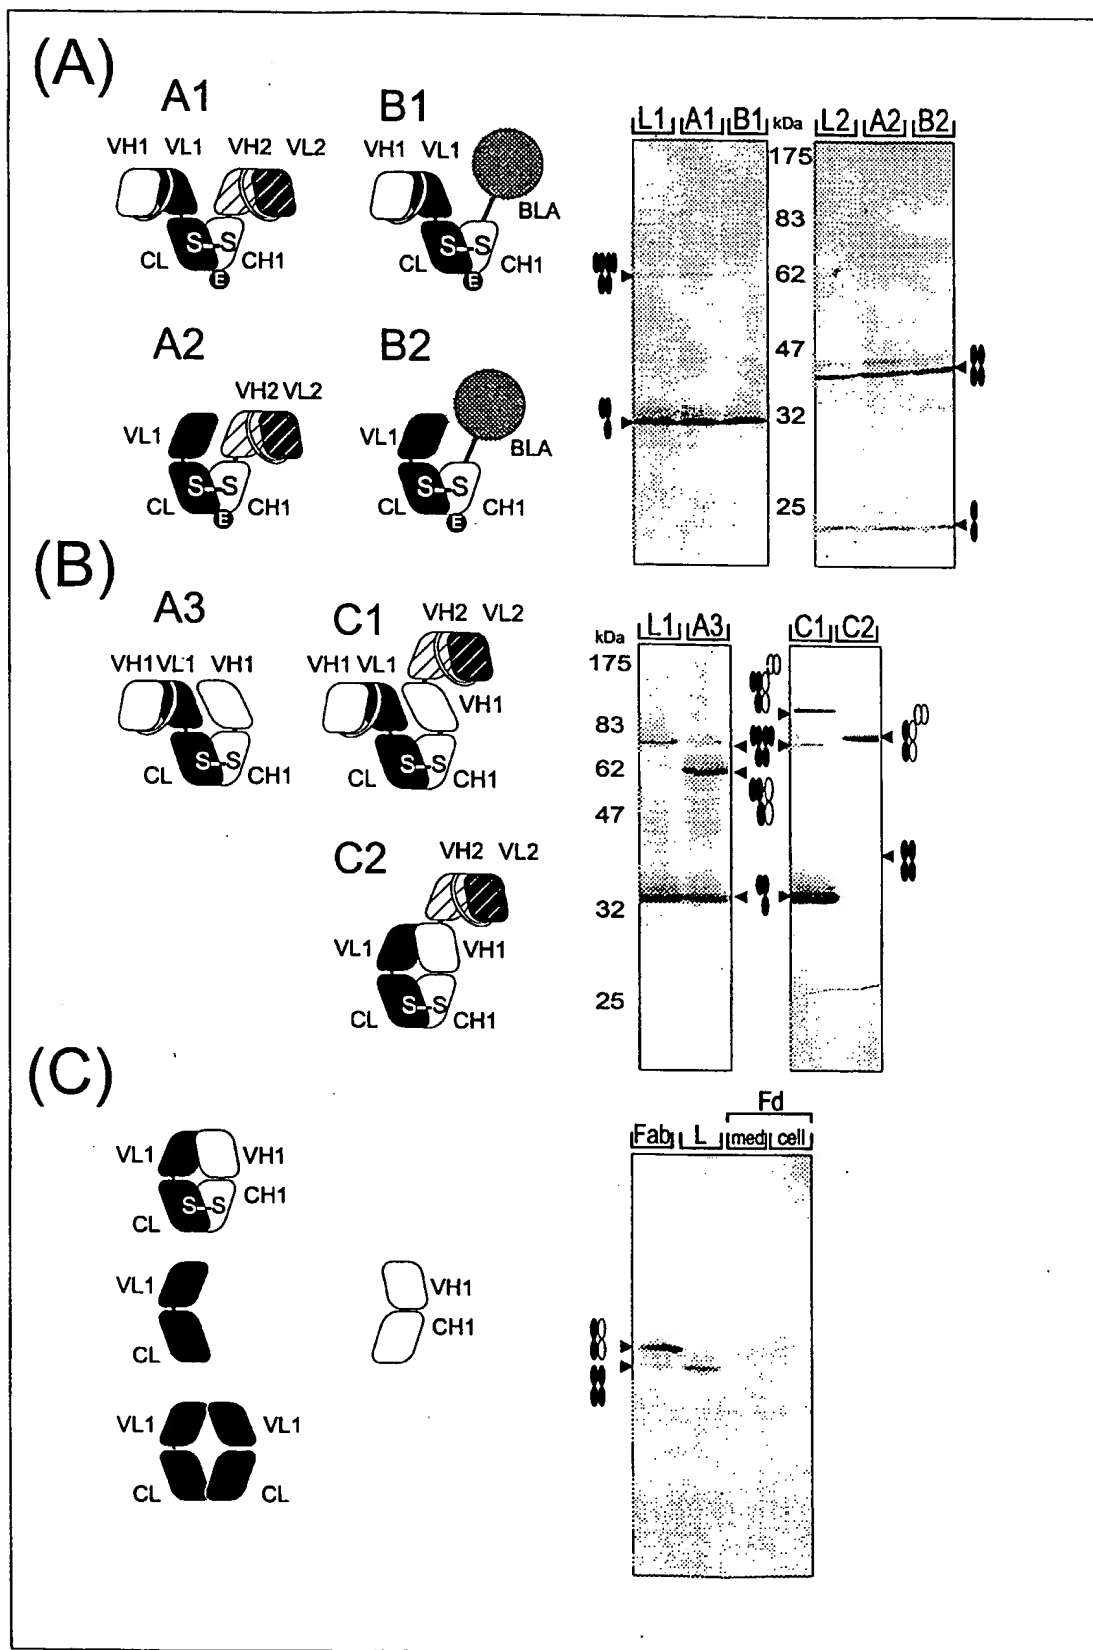 (A)
A1
VH1 VL1 VH2 VL2
S--S
CL CH1
E
B1
VH1 VL1
BLA
S--S
CL CH1
E
A2
VH2 VL2
VL1
S--S
CL CH1
E
B2
VL1
BLA
S--S
CL CH1
E
L1 A1 B1 kDa L2 A2 B2
175
83
62
47
32
25
(B)
A3
VH1 VL1 VH1
S--S
CL CH1
C1
VH2 VL2
VH1 VL1
VH1
S--S
CL CH1
C2
VH2 VL2
VL1 VH1
S--S
CL CH1
kDa L1 A3 C1 C2
175
83
62
47
32
25
(C)
VL1 VH1
S--S CH1
CL
VL1 VH1
CH1
CL
VL1 VL1
CL CL
Fd
Fab L med cell